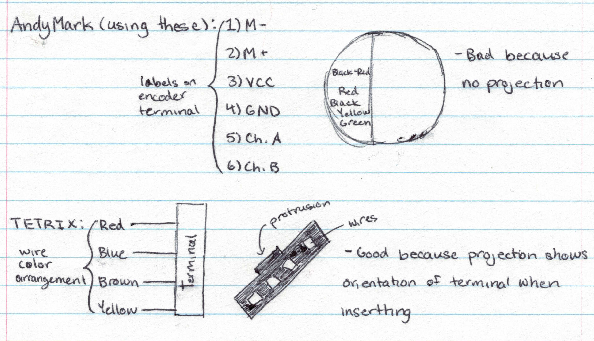 AndyMark (using these):
labels on
encoder
terminal
1) M-
2) M+
3) VCC
4) GND
5) Ch. A
6) Ch. B
Black-Red
Red
Black
Yellow
Green
- Bad because
no projection
TETRIX:
wire
color
arrangement
Red
Blue
Brown
Yellow
terminal
protrusion
wires
- Good because projection shows
orientation of terminal when
inserthng